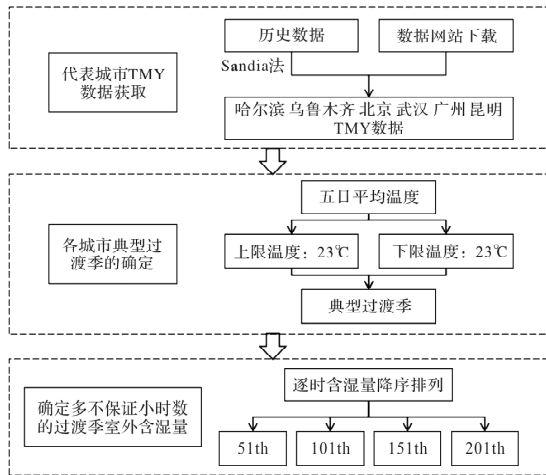 历史数据
数据网站下载
Sandia法
代表城市TMY
数据获取
哈尔滨 乌鲁木齐 北京 武汉 广州 昆明
TMY数据
五日平均温度
各城市典型过
渡季的确定
上限温度：23℃
下限温度：23℃
典型过渡季
逐时含湿量降序排列
确定多不保证小时数
的过渡季室外含湿量
51th
101th
151th
201th